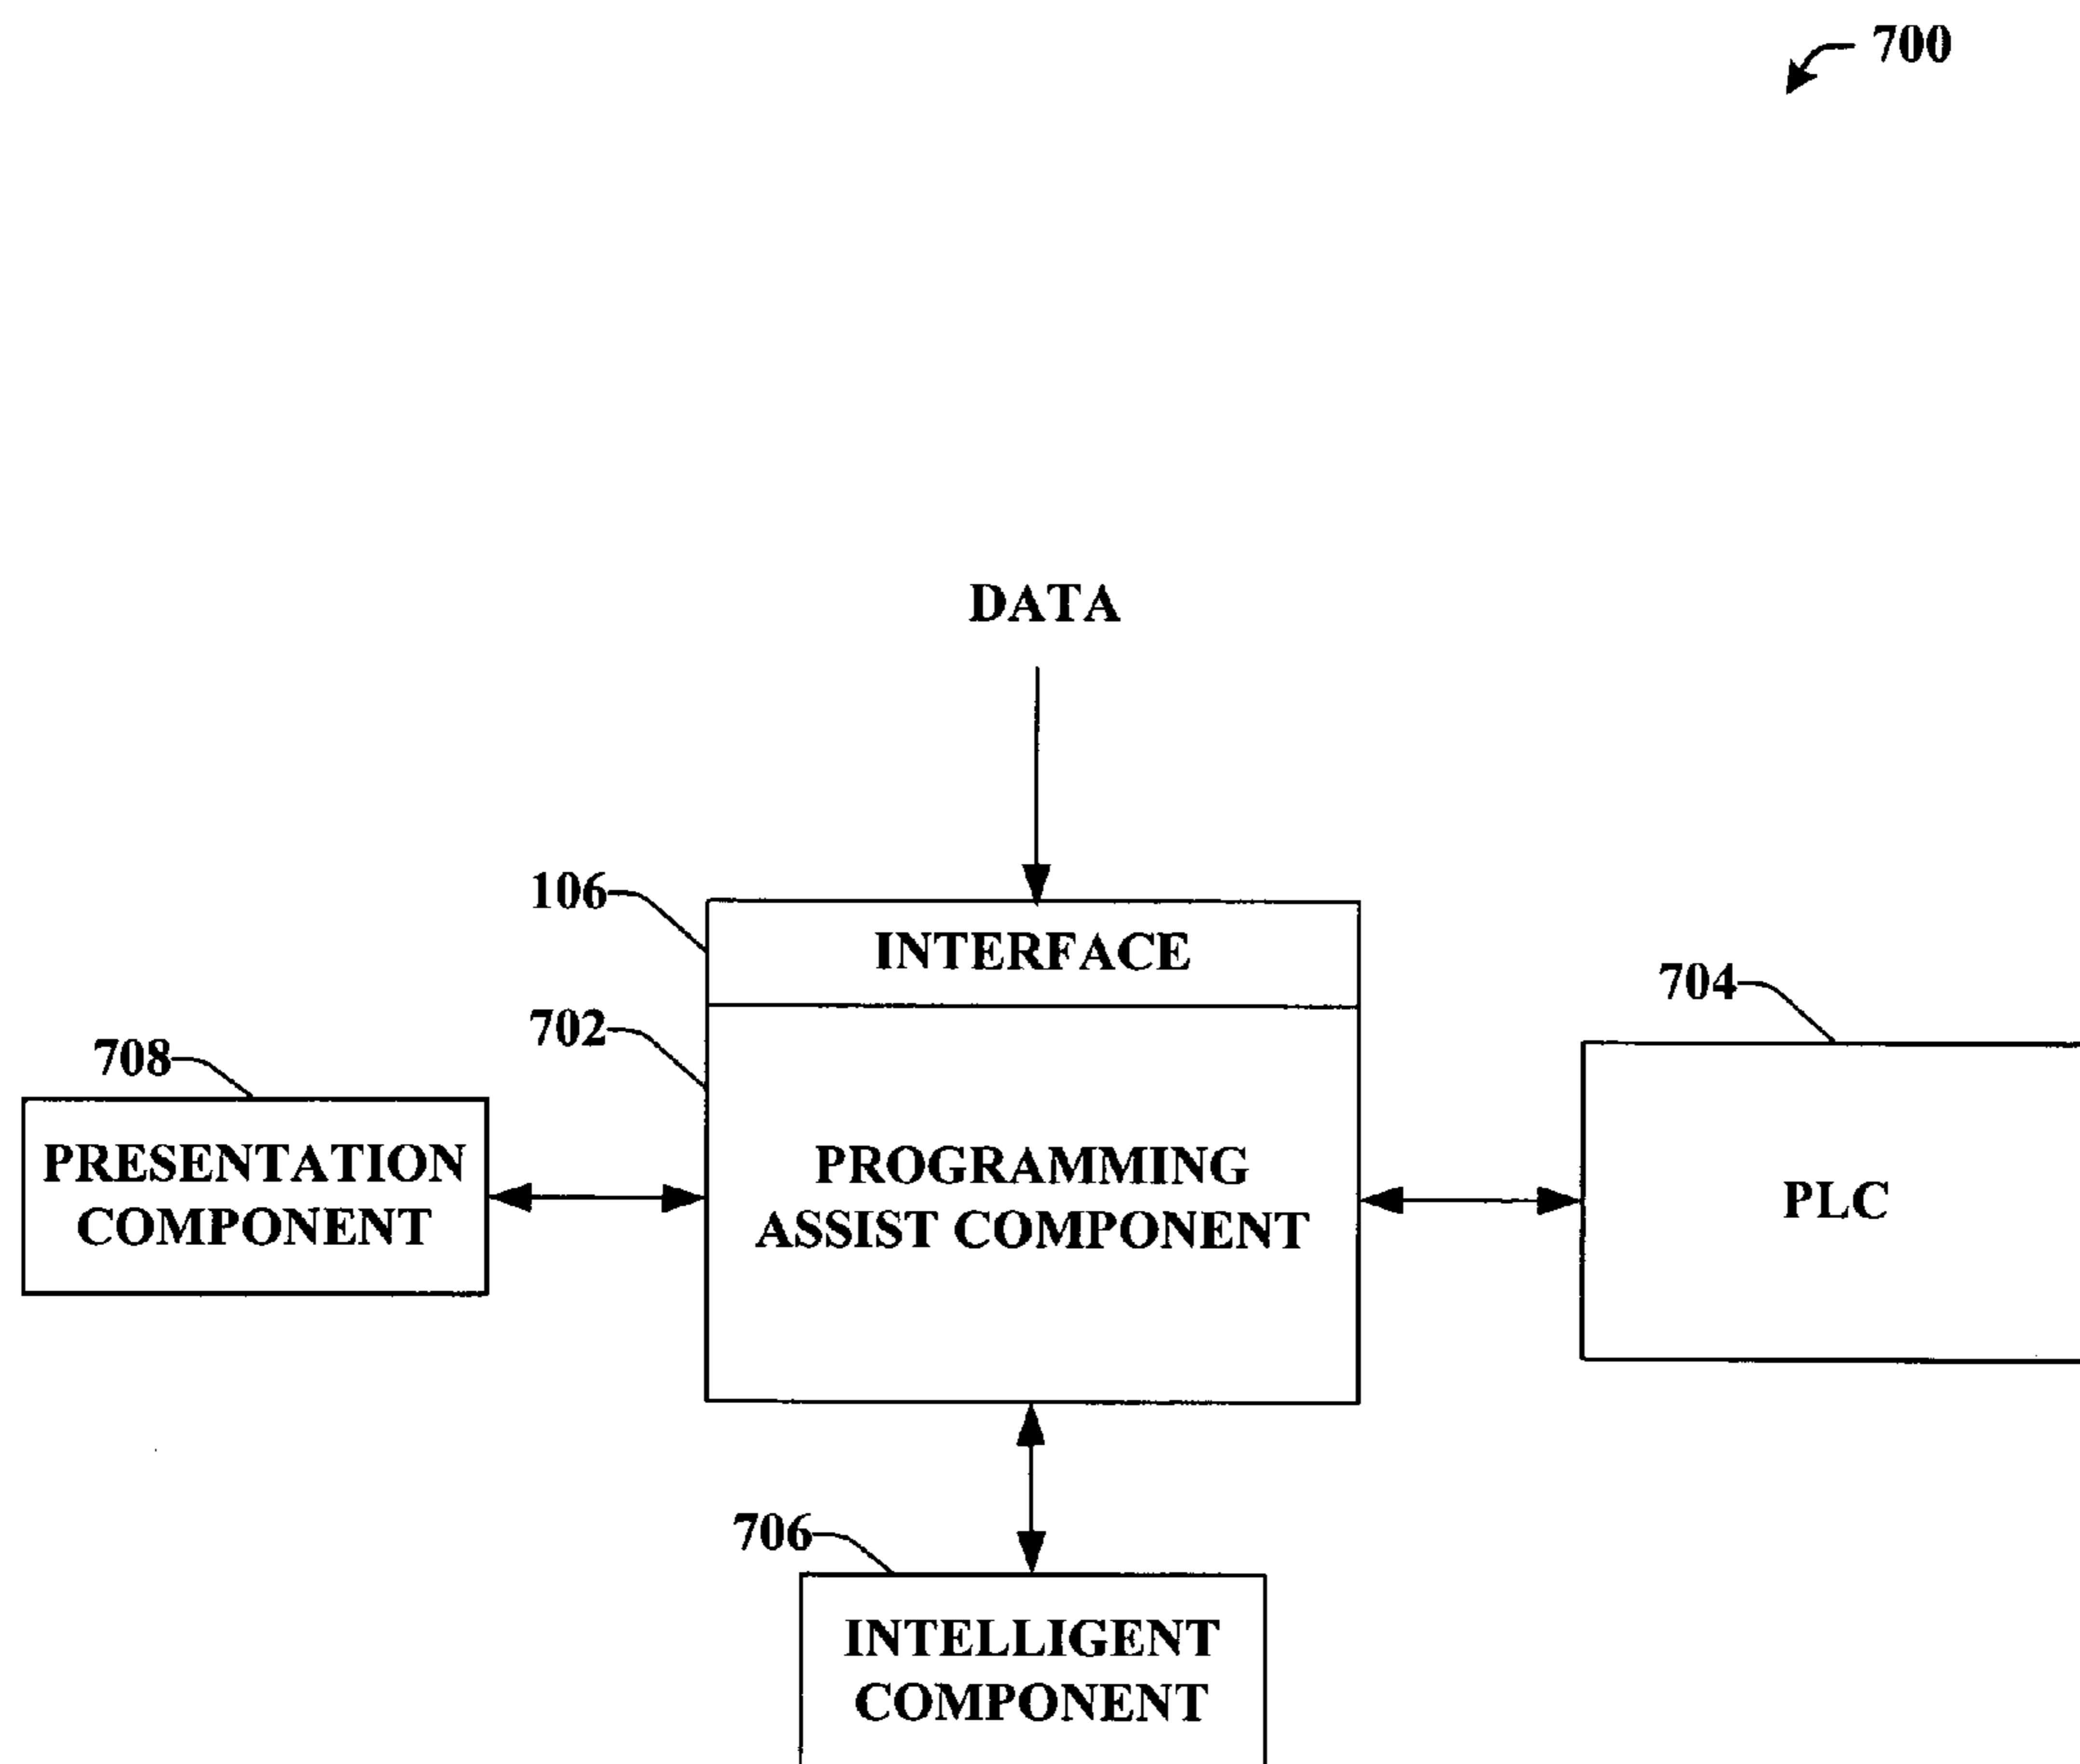 700
DATA
106
INTERFACE
704
702
708
PRESENTATION
COMPONENT
PROGRAMMING
ASSIST COMPONENT
PLC
706
INTELLIGENT
COMPONENT